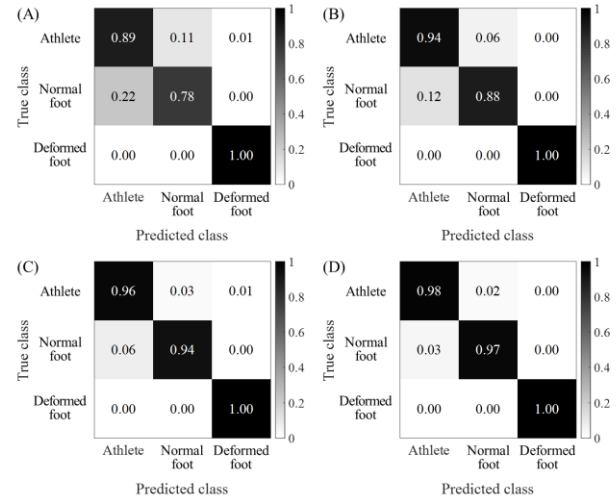 (A)
True class
Athlete
0.89 0.11 0.01
Normal
foot
0.22 0.78 0.00
Deformed
foot
0.00 0.00 1.00
Athlete Normal
foot Deformed
foot
Predicted class
1
0.8
0.6
0.4
0.2
0
(B)
True class
Athlete
0.94 0.06 0.00
Normal
foot
0.12 0.88 0.00
Deformed
foot
0.00 0.00 1.00
Athlete Normal
foot Deformed
foot
Predicted class
1
0.8
0.6
0.4
0.2
0
(C)
True class
Athlete
0.96 0.03 0.01
Normal
foot
0.06 0.94 0.00
Deformed
foot
0.00 0.00 1.00
Athlete Normal
foot Deformed
foot
Predicted class
1
0.8
0.6
0.4
0.2
0
(D)
True class
Athlete
0.98 0.02 0.00
Normal
foot
0.03 0.97 0.00
Deformed
foot
0.00 0.00 1.00
Athlete Normal
foot Deformed
foot
Predicted class
1
0.8
0.6
0.4
0.2
0